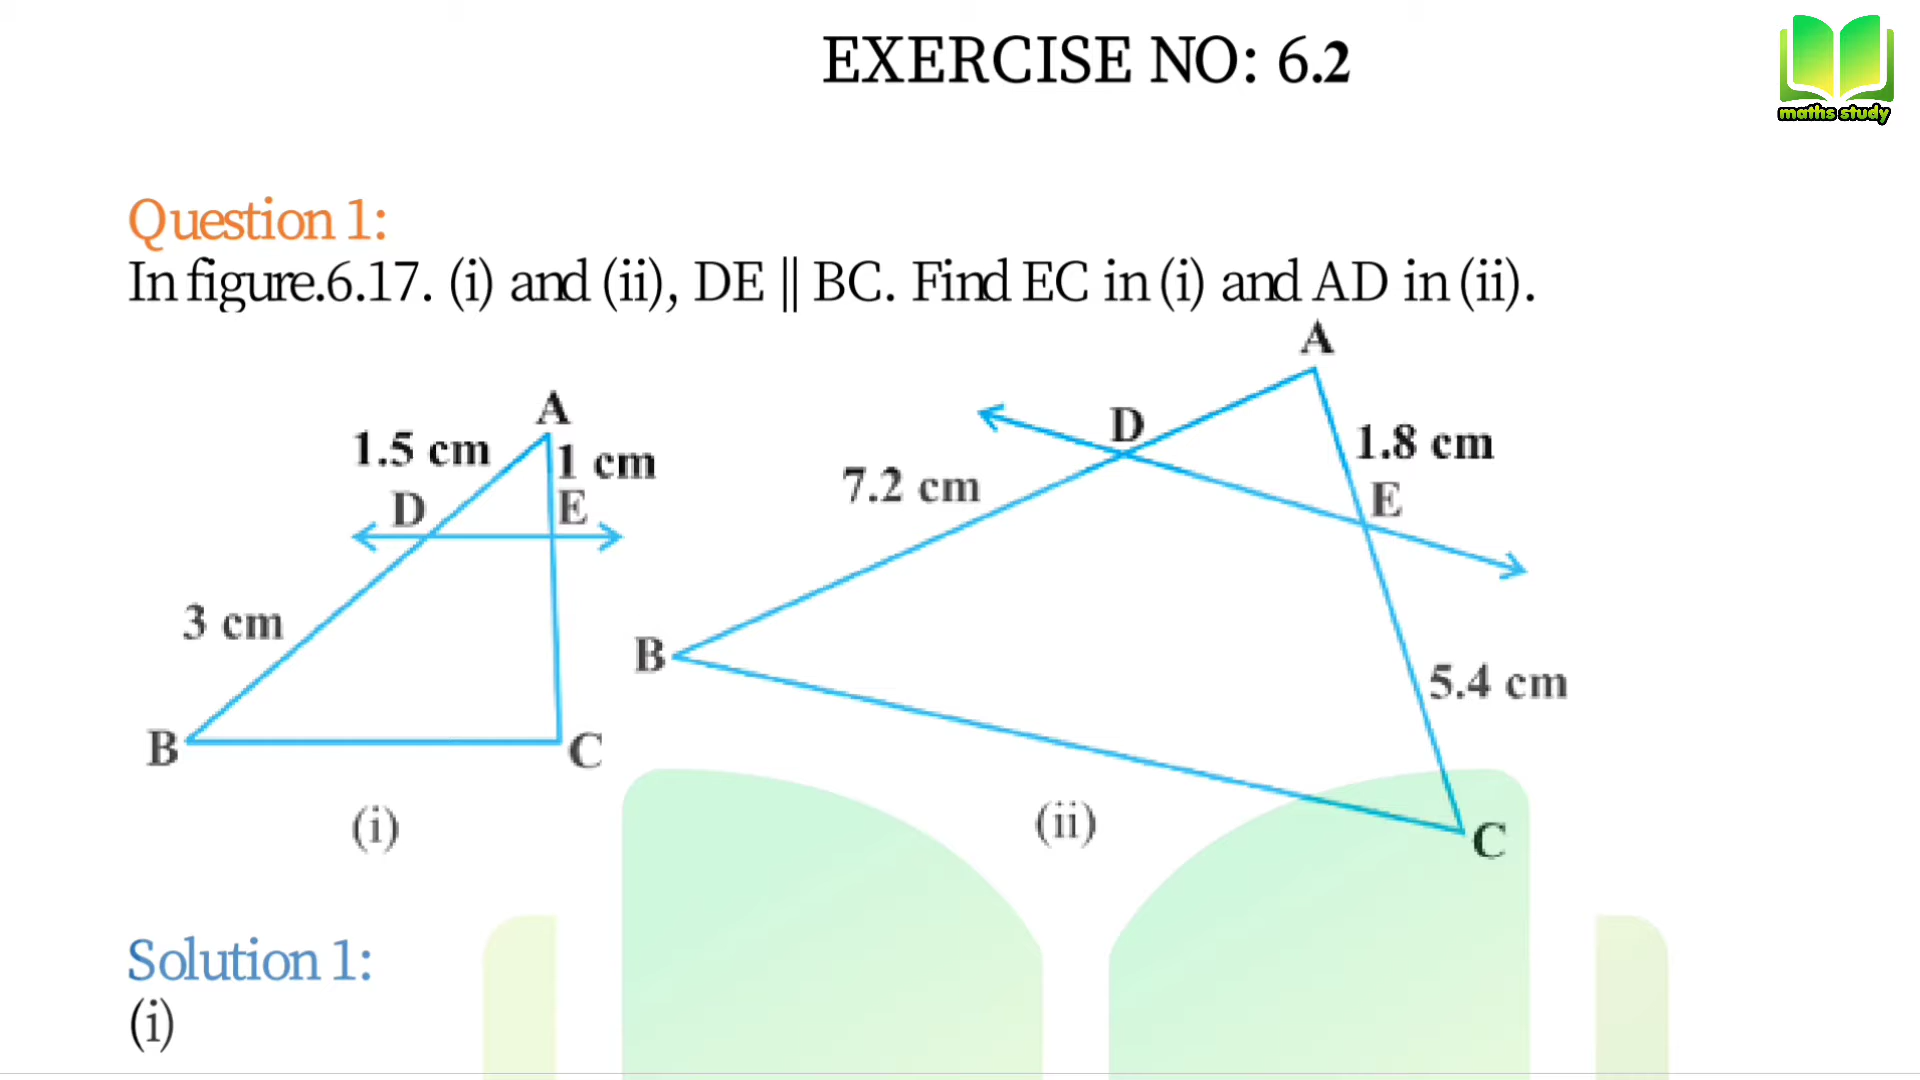 EXERCISE NO: 6.2
maths study
Question 1:
In figure.6.17. (i) and (ii), DE || BC. Find EC in (i) and AD in (ii).
A
1.5 cm
1 cm
D
E
3 cm
B
C
(i)
A
D
1.8 cm
7.2 cm
E
B
5.4 cm
C
(ii)
Solution 1:
(i)